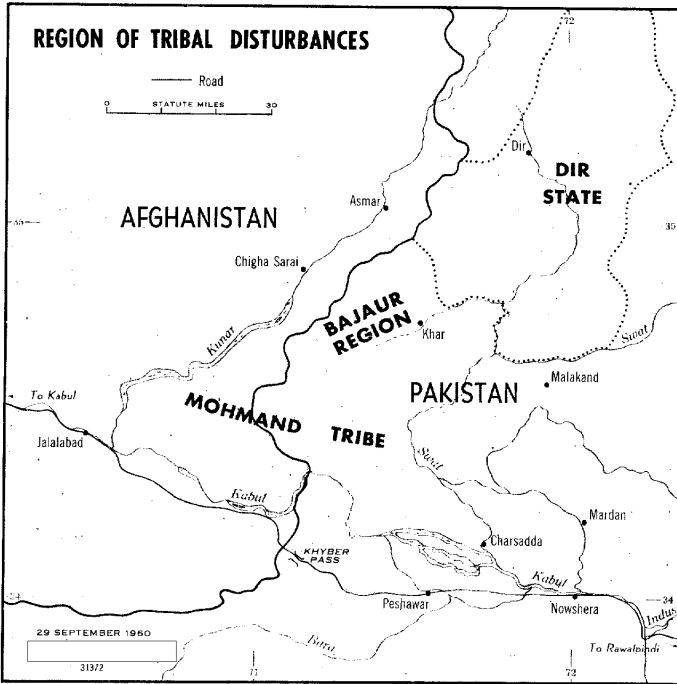 REGION OF TRIBAL DISTURBANCES
Road
0 STATUTE MILES 30
72
Dir
DIR
STATE
Asmar
35
35
AFGHANISTAN
Chigha Sarai
BAJAUR
REGION
Khar
Kunar
Swat
Malakand
PAKISTAN
To Kabul
MOHMAND TRIBE
Jalalabad
Swat
Kabul
Mardan
Charsadda
KHYBER
PASS
Kabul
34
34
Peshawar
Nowshera
Indus
29 SEPTEMBER 1960
Bara
To Rawalpindi
31372
71
72